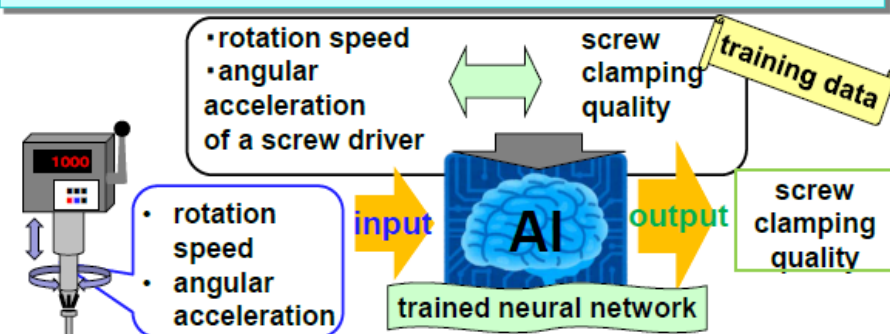 ・rotation speed
・angular
acceleration
of a screw driver
screw
clamping
quality
training data
1000
• rotation
speed
• angular
acceleration
input
AI
output
screw
clamping
quality
trained neural network